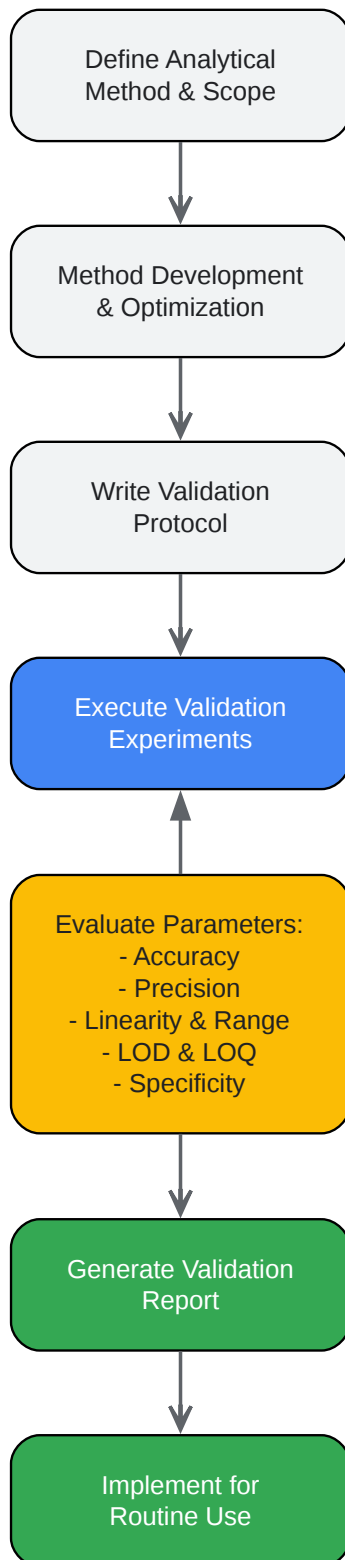 Define Analytical
Method & Scope
Method Development
& Optimization
Write Validation
Protocol
Execute Validation
Experiments
Evaluate Parameters:
- Accuracy
- Precision
- Linearity & Range
- LOD & LOQ
- Specificity
Generate Validation
Report
Implement for
Routine Use